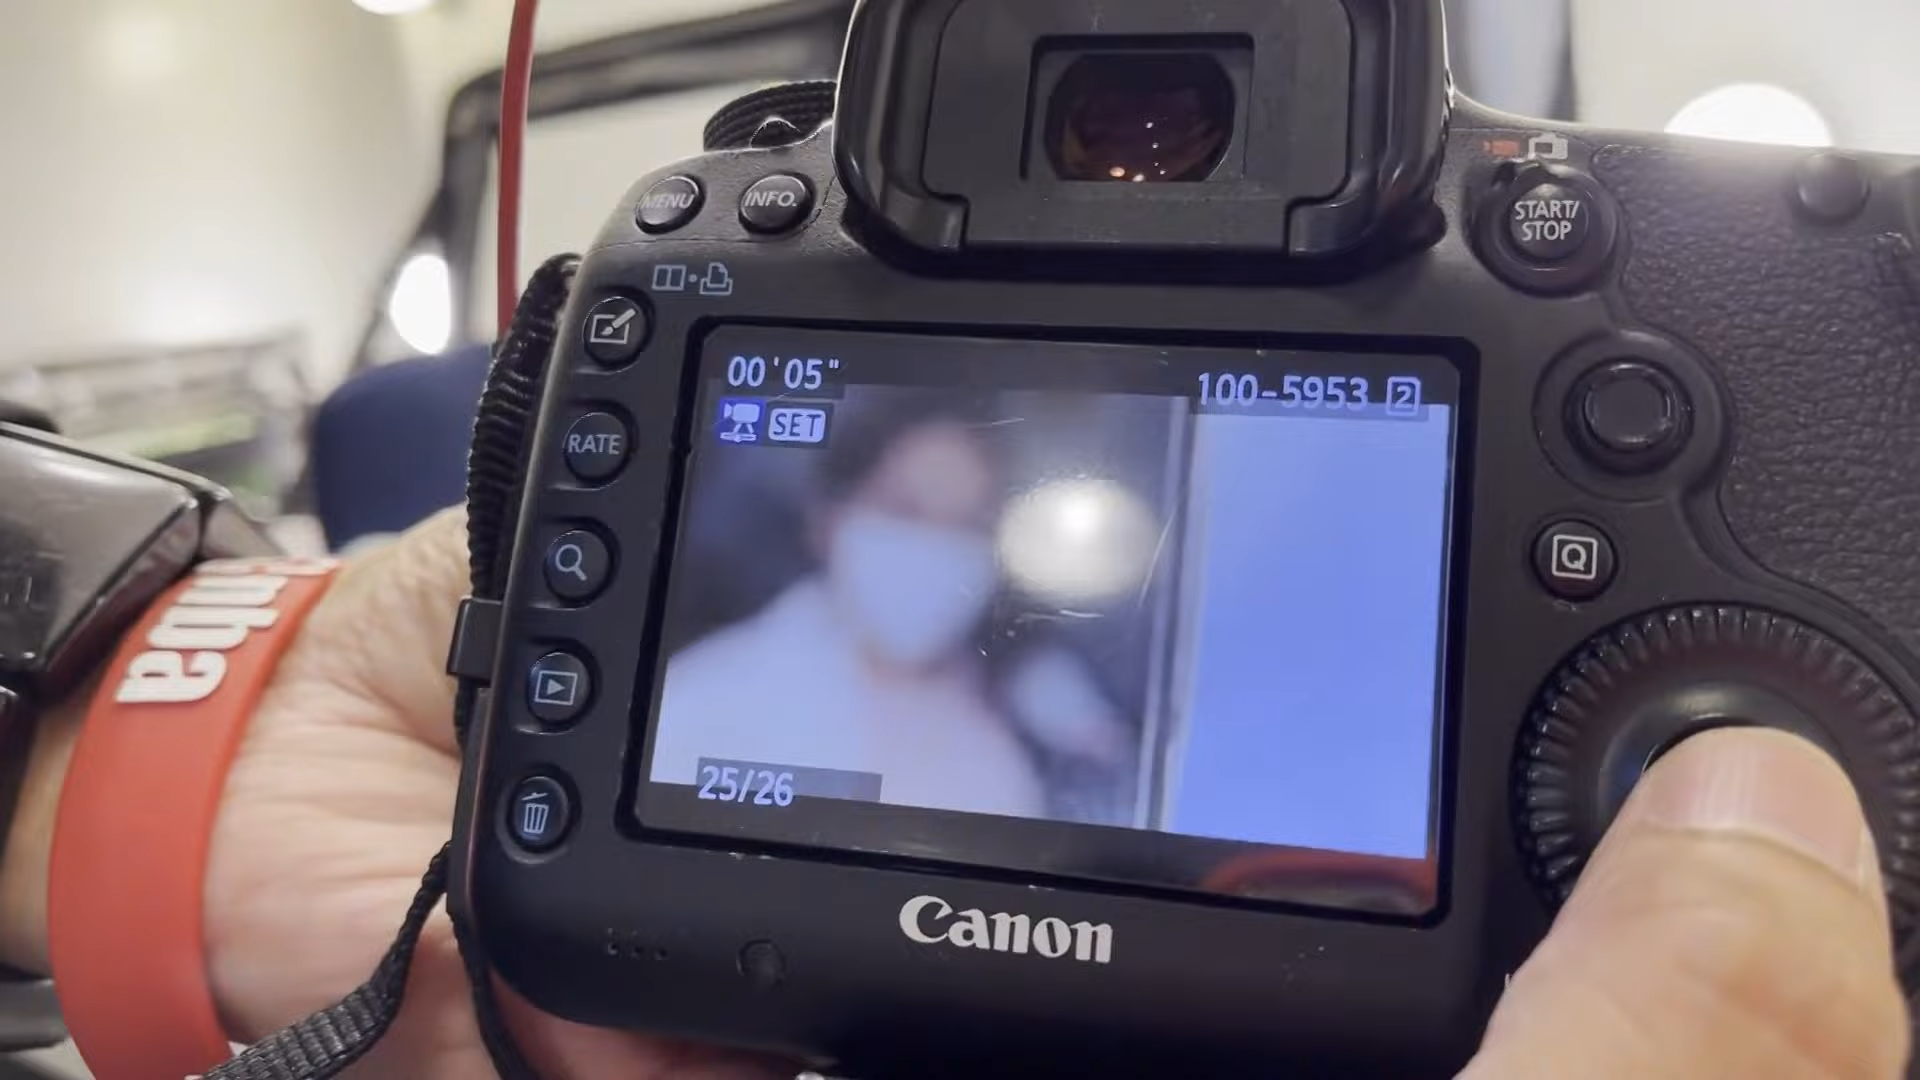 MENU
INFO.
START/
STOP
00'05"
100-5953 2
SET
RATE
Q
25/26
Canon
nba